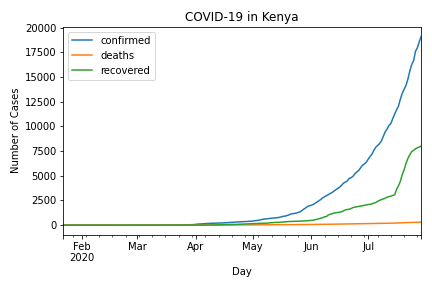 COVID-19 in Kenya
confirmed
deaths
recovered
Number of Cases
20000
17500
15000
12500
10000
7500
5000
2500
0
Feb
2020
Mar
Apr
May
Jun
Jul
Day